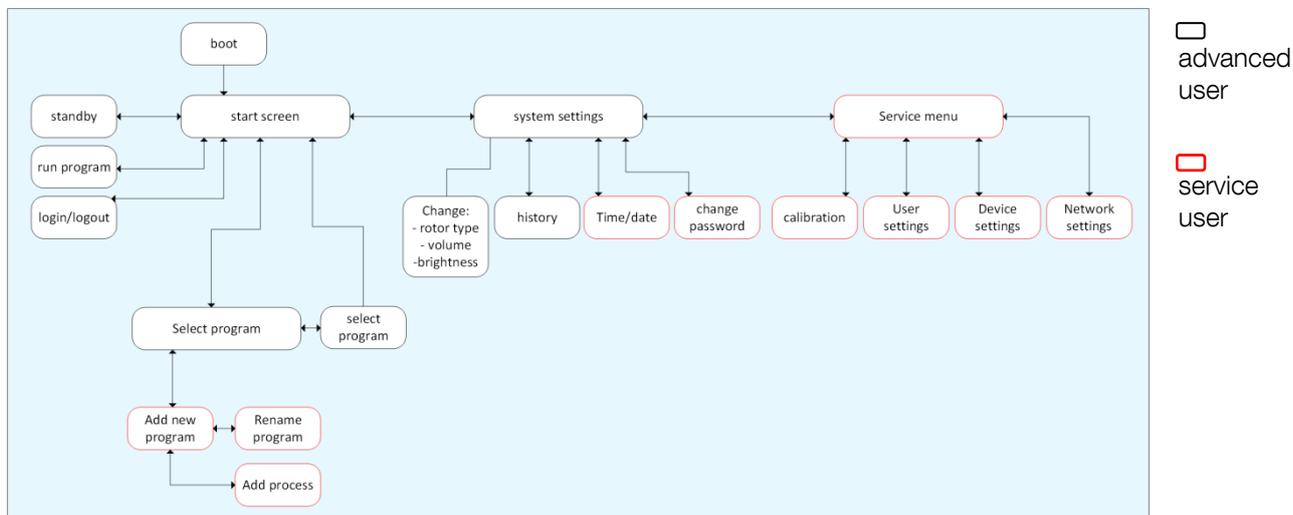 boot
advanced
user
standby
start screen
system settings
Service menu
run program
service
user
login/logout
Change:
- rotor type
- volume
-brightness
history
Time/date
change
password
calibration
User
settings
Device
settings
Network
settings
Select program
select
program
Add new
program
Rename
program
Add process